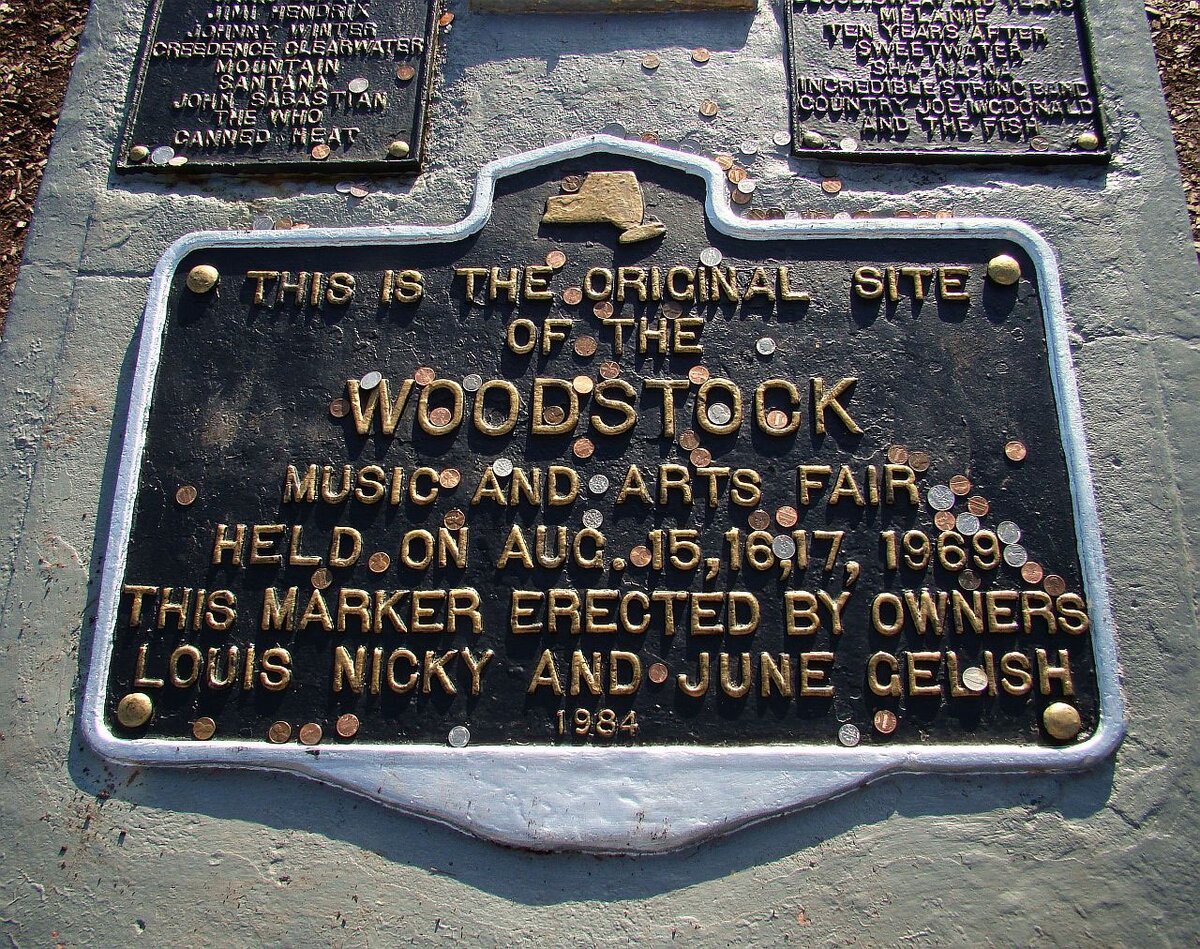 JIMI HENDRIX
JOHNNY WINTER
CREEDENCE CLEARWATER
MOUNTAIN
SANTANA
JOHN SABASTIAN
THE WHO
CANNED HEAT
MELANIE
TEN YEARS AFTER
SWEETWATER
SHA NA NA
INCREDIBLE STRING BAND
COUNTRY JOE MCDONALD
AND THE FISH
THIS IS THE ORIGINAL SITE
OF THE
WOODSTOCK
MUSIC AND ARTS FAIR
HELD ON AUG. 15,16,17, 1969
THIS MARKER ERECTED BY OWNERS
LOUIS NICKY AND JUNE GELISH
1984